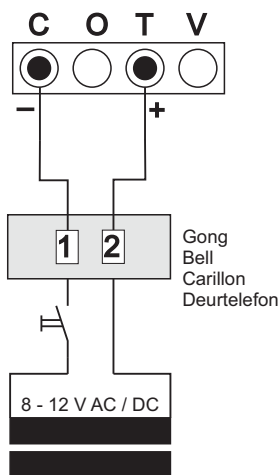 C O T V
− +
1 2
Gong
Bell
Carillon
Deurtelefon
8 - 12 V AC / DC